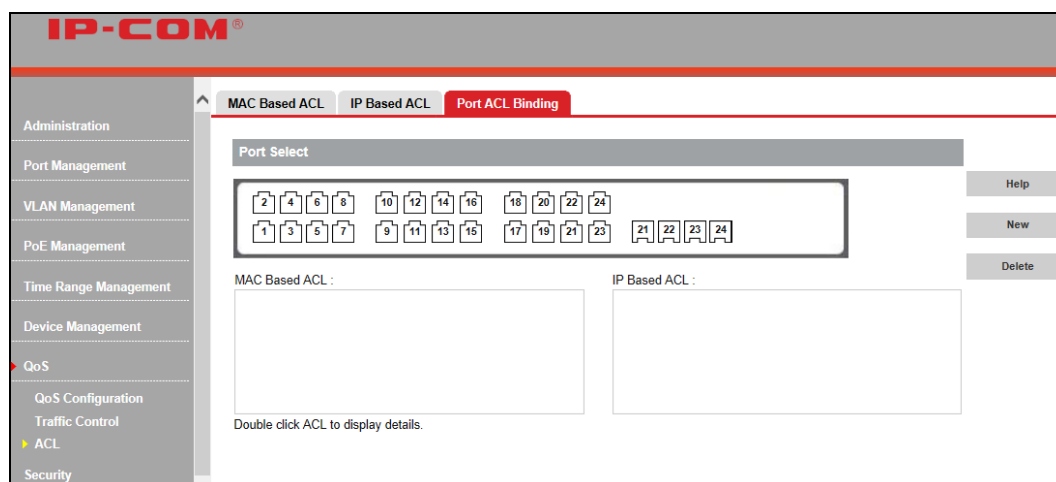 IP-COM®
MAC Based ACL IP Based ACL Port ACL Binding
Administration
Port Management
VLAN Management
PoE Management
Time Range Management
Device Management
QoS
QoS Configuration
Traffic Control
ACL
Security
Port Select
2 4 6 8 10 12 14 16 18 20 22 24
1 3 5 7 9 11 13 15 17 19 21 23 21 22 23 24
MAC Based ACL : IP Based ACL :
Double click ACL to display details.
Help
New
Delete